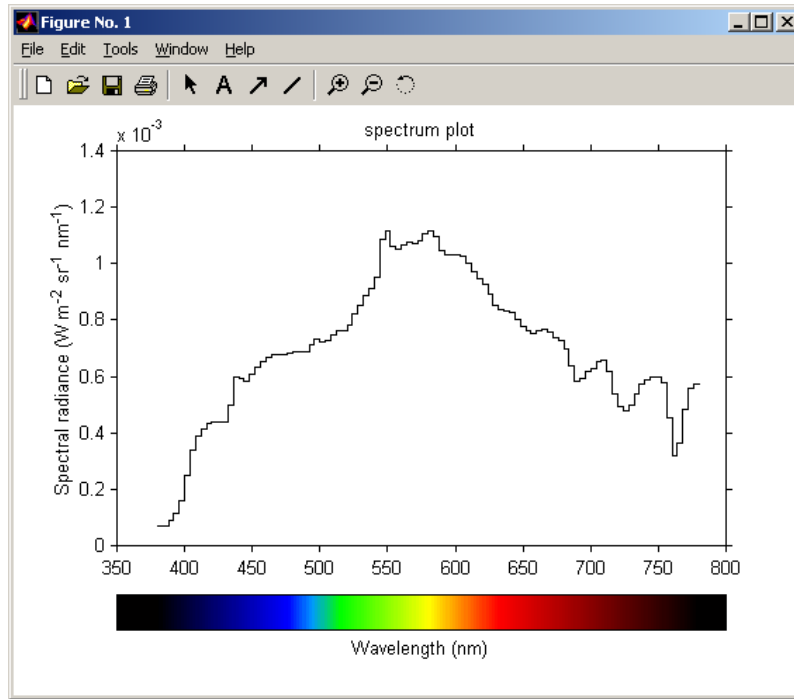 Figure No. 1
File Edit Tools Window Help
A
spectrum plot
x 10-3
1.4
1.2
1
0.8
0.6
0.4
0.2
0
Spectral radiance (W m-2 sr-1 nm-1)
350 400 450 500 550 600 650 700 750 800
Wavelength (nm)